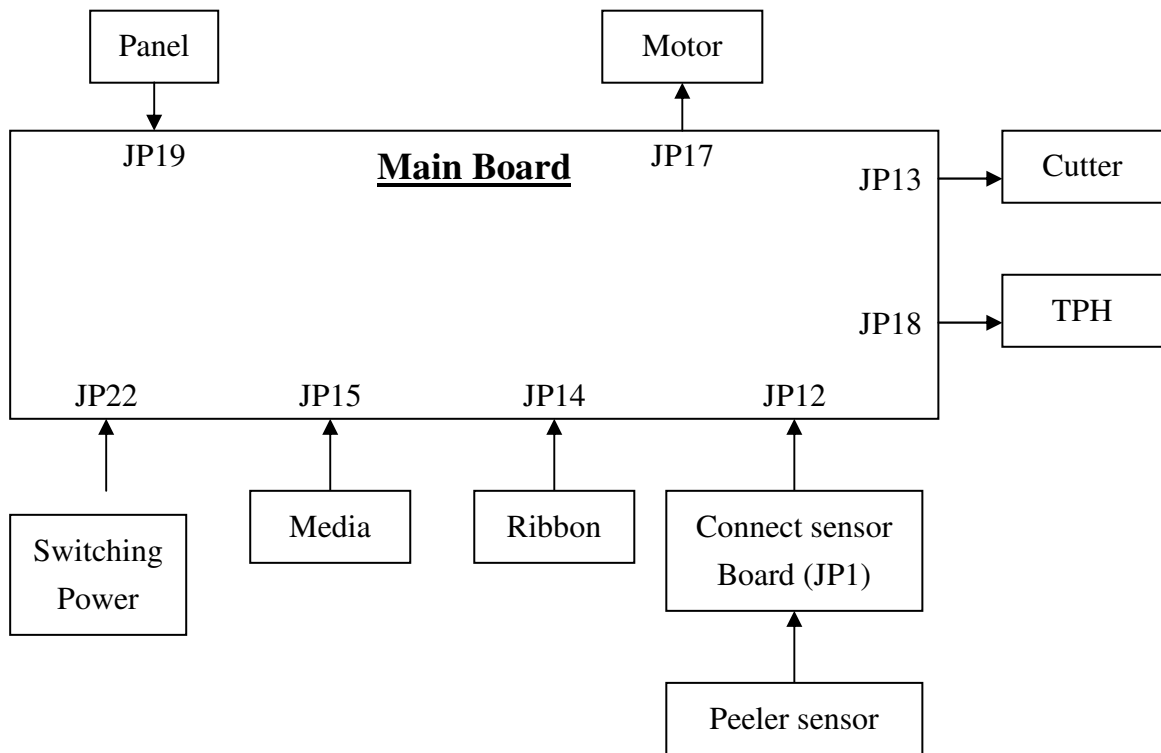 Panel
Motor
JP19
Main Board
JP17
JP13
Cutter
JP18
TPH
JP22
JP15
JP14
JP12
Switching
Power
Media
Ribbon
Connect sensor
Board (JP1)
Peeler sensor